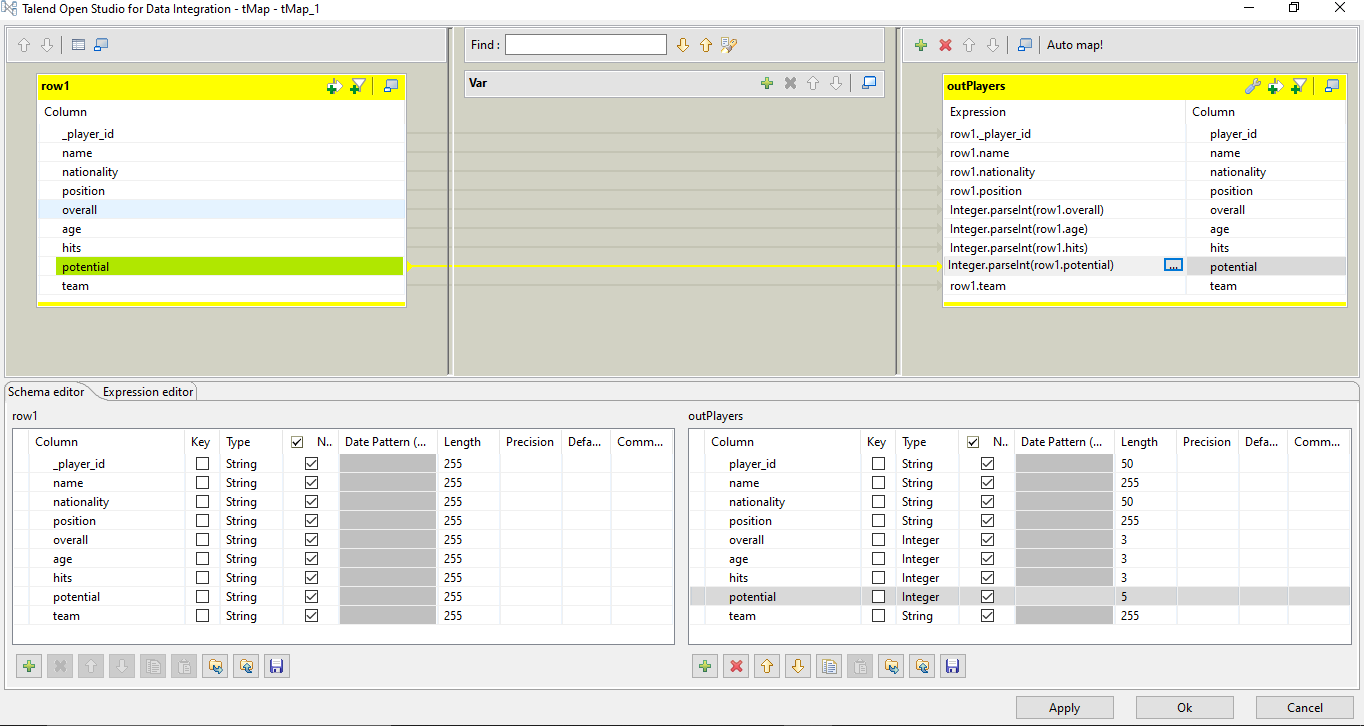 Talend Open Studio for Data Integration - tMap - tMap_1
Find :
Auto map!
row1
Column
_player_id
name
nationality
position
overall
age
hits
potential
team
Var
outPlayers
Expression Column
row1._player_id player_id
row1.name name
row1.nationality nationality
row1.position position
Integer.parseInt(row1.overall) overall
Integer.parseInt(row1.age) age
Integer.parseInt(row1.hits) hits
Integer.parseInt(row1.potential) ... potential
row1.team team
Schema editor Expression editor
row1
Column Key Type N.. Date Pattern (... Length Precision Defa... Comm...
_player_id String 255
name String 255
nationality String 255
position String 255
overall String 255
age String 255
hits String 255
potential String 255
team String 255
outPlayers
Column Key Type N.. Date Pattern (... Length Precision Defa... Comm...
player_id String 50
name String 255
nationality String 50
position String 255
overall Integer 3
age Integer 3
hits Integer 3
potential Integer 5
team String 255
Apply Ok Cancel